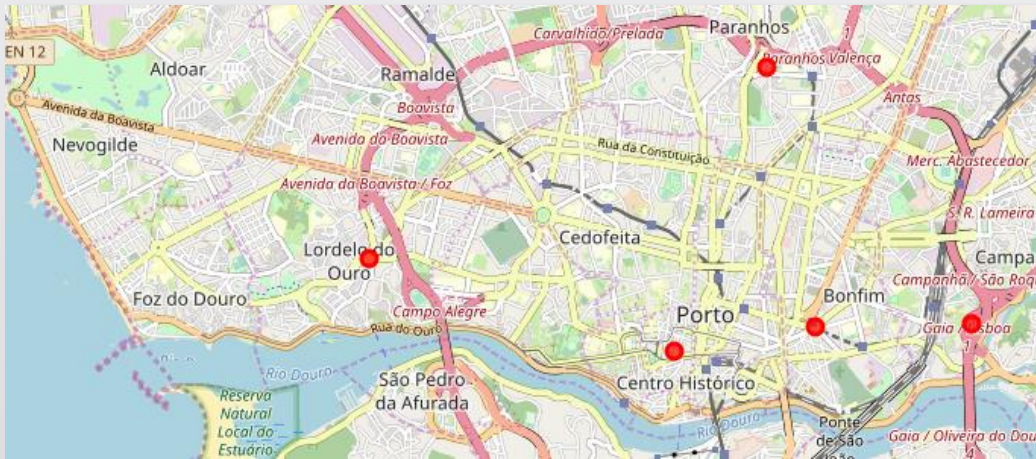 Paranhos
Carvalhido/Prelada
EN 12
Paranhos Valença
Aldoar
Ramalde
Antas
Boavista
Avenida da Boavista
Nevogilde
Avenida da Boavista
Rua da Constituição
Merc. Abastecedor
Avenida da Boavista / Foz
S. R. Lameira
Cedofeita
Lordelo do
Ouro
Campa
Campanhã / São Roq
Foz do Douro
Bonfim
Campo Alegre
Porto
Rua do Ouro
Gaia / Lisboa
1
Rio Douro
São Pedro
da Afurada
Centro Histórico
Reserva
Natural
Local do
Estuário
Rio Douro
Ponte
de São
João
Gaia / Oliveira do Dou